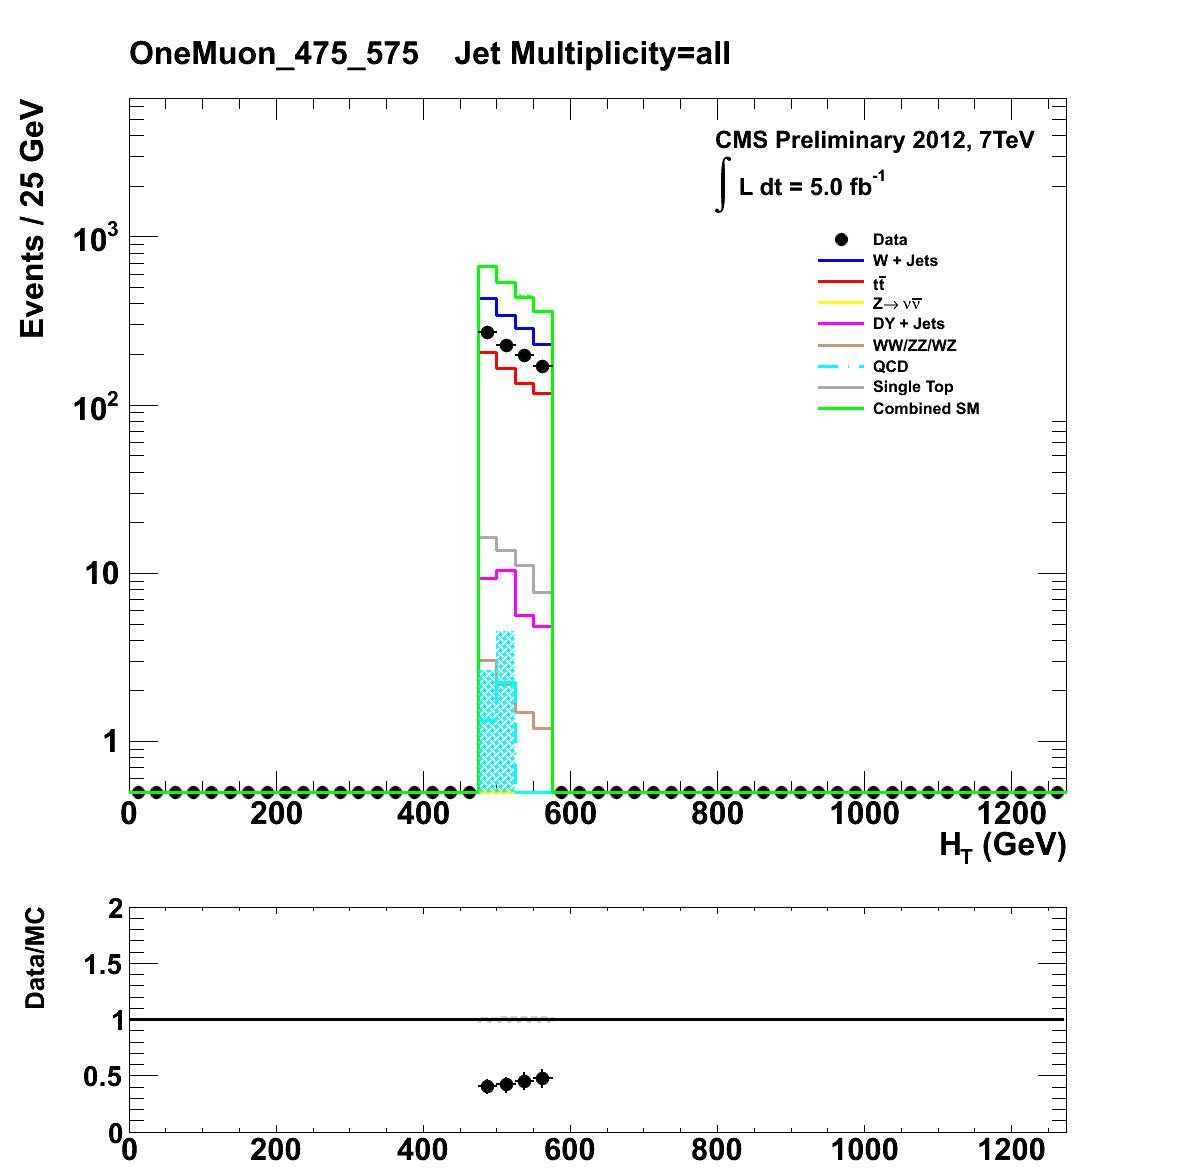 OneMuon_475_575 Jet Multiplicity=all
Events / 25 GeV
CMS Preliminary 2012, 7TeV
∫ L dt = 5.0 fb⁻¹
Data
W + Jets
tt̅
Z→ νν̅
DY + Jets
WW/ZZ/WZ
QCD
Single Top
Combined SM
10³
10²
10
1
0 200 400 600 800 1000 1200
H_T (GeV)
Data/MC
2
1.5
1
0.5
0
0 200 400 600 800 1000 1200